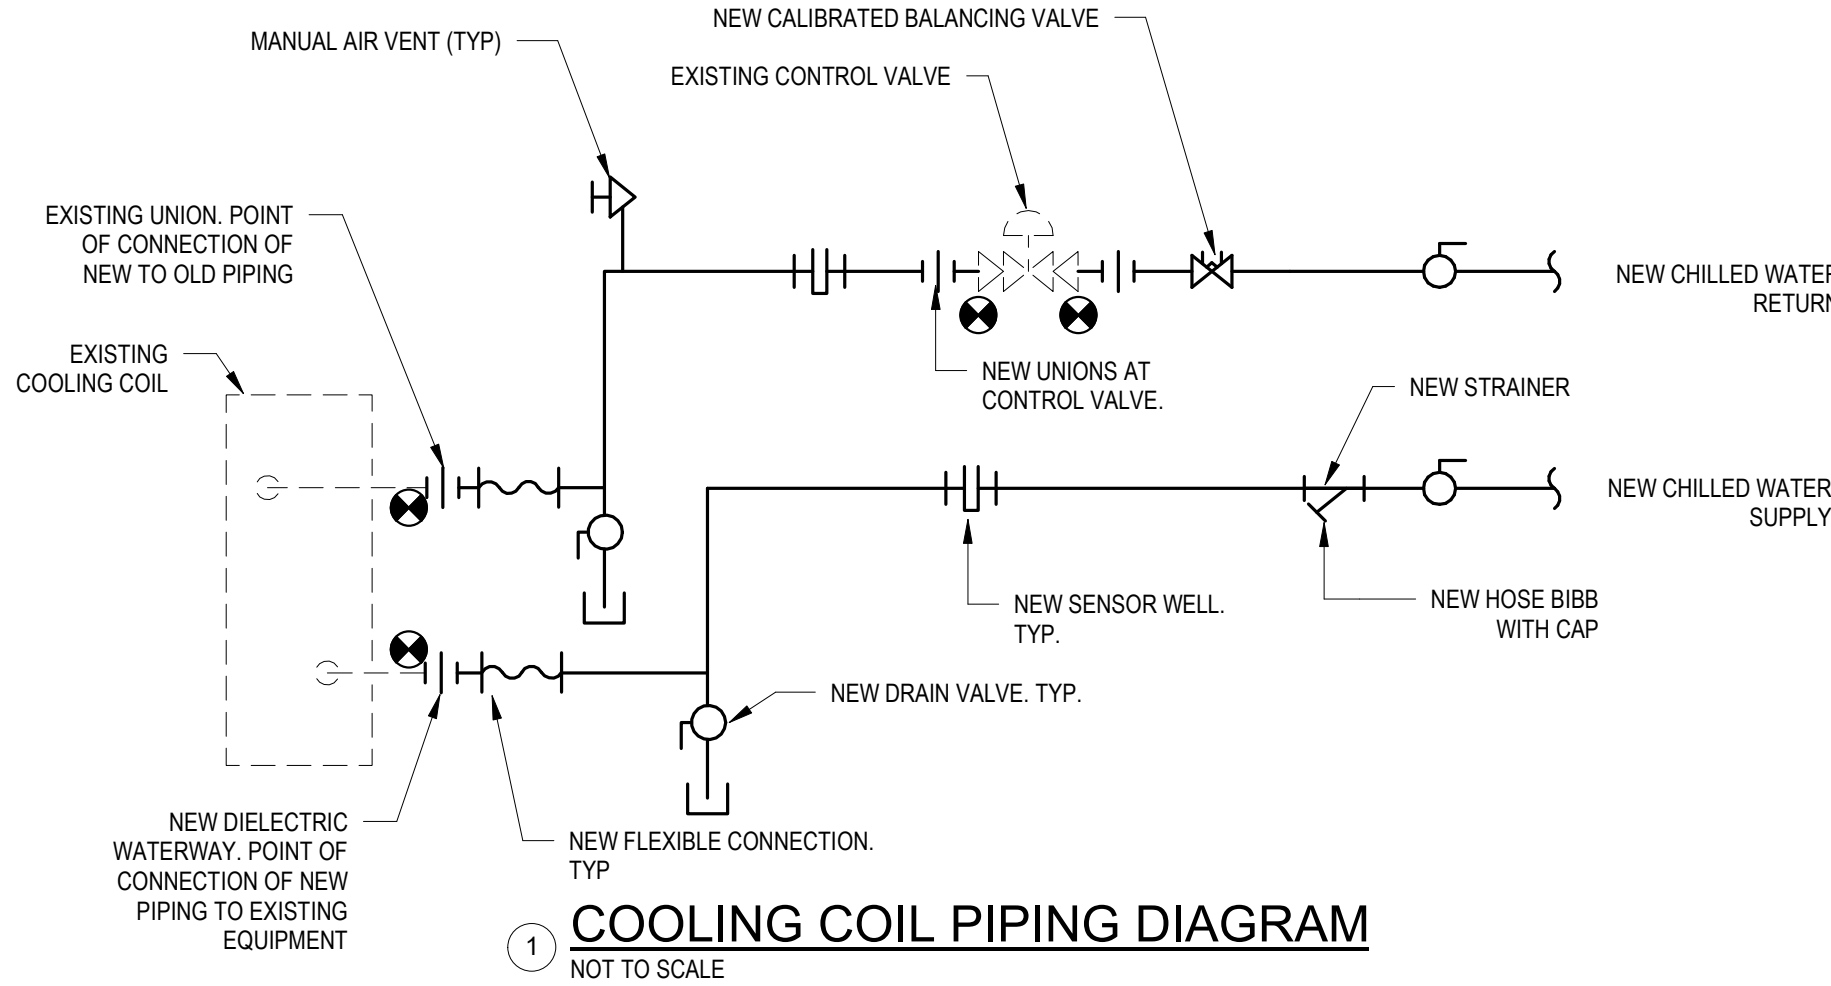 NEW CALIBRATED BALANCING VALVE
MANUAL AIR VENT (TYP)
EXISTING CONTROL VALVE
EXISTING UNION. POINT
OF CONNECTION OF
NEW TO OLD PIPING
NEW CHILLED WATER
RETURN
EXISTING
COOLING COIL
NEW UNIONS AT
CONTROL VALVE.
NEW STRAINER
NEW CHILLED WATER
SUPPLY
NEW SENSOR WELL.
TYP.
NEW HOSE BIBB
WITH CAP
NEW DRAIN VALVE. TYP.
NEW DIELECTRIC
WATERWAY. POINT OF
CONNECTION OF NEW
PIPING TO EXISTING
EQUIPMENT
NEW FLEXIBLE CONNECTION.
TYP
1 COOLING COIL PIPING DIAGRAM
NOT TO SCALE